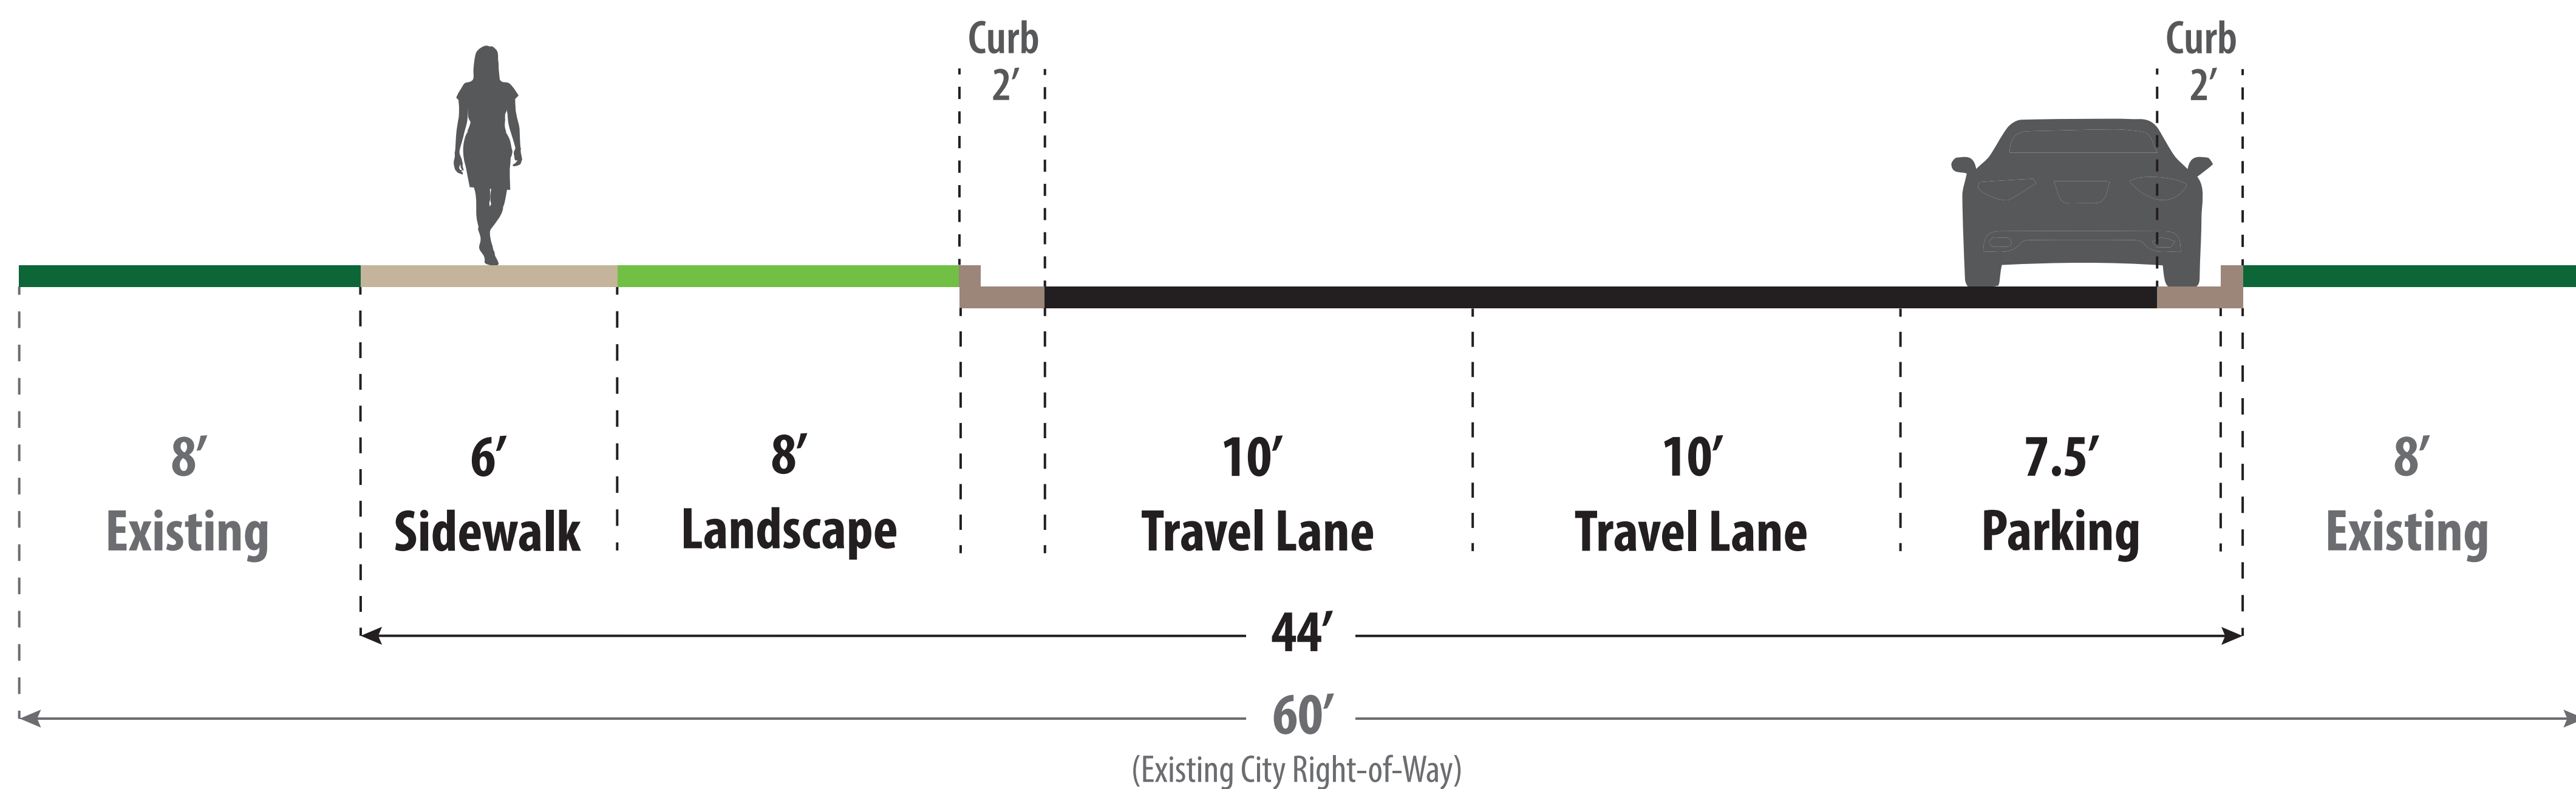 Curb
2’
Curb
2’
8’
Existing
6’
Sidewalk
8’
Landscape
10’
Travel Lane
10’
Travel Lane
7.5’
Parking
8’
Existing
44’
60’
(Existing City Right-of-Way)